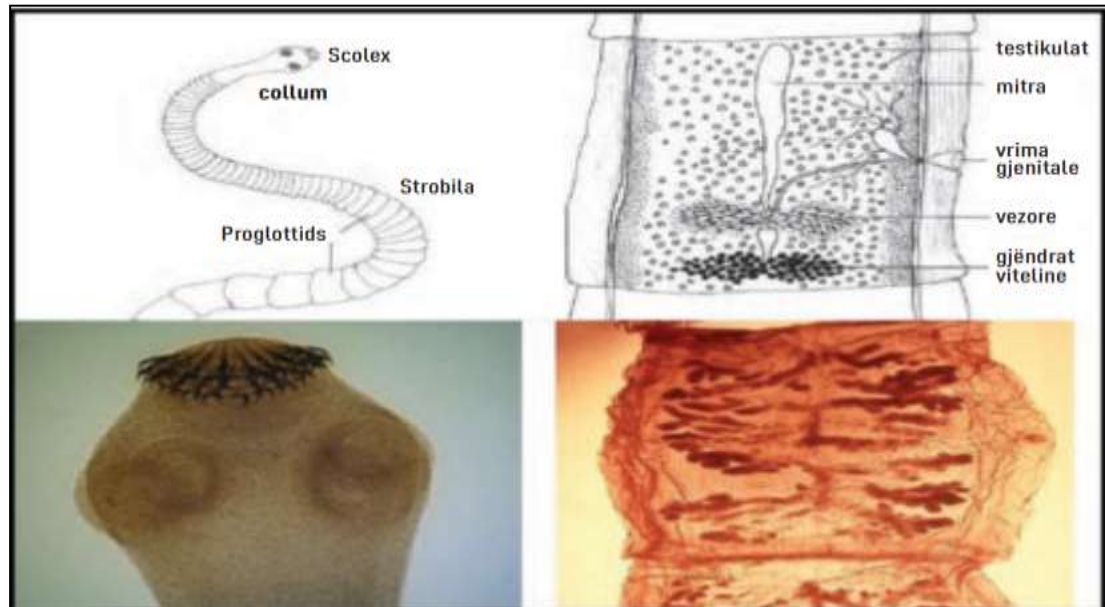 Scolex
collum
Strobila
Proglottids
testikulat
mitra
vrima
gjenitale
vezore
gjëndrat
viteline